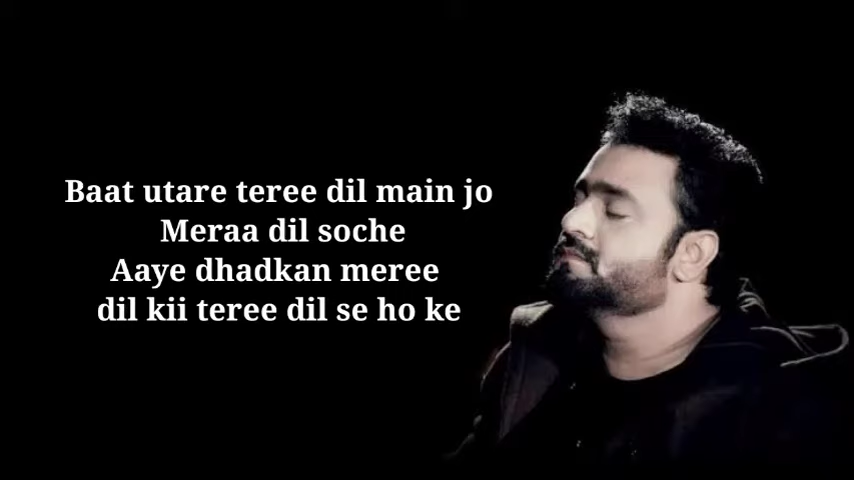 Baat utare teree dil main jo
Meraa dil soche
Aaye dhadkan meree
dil kii teree dil se ho ke